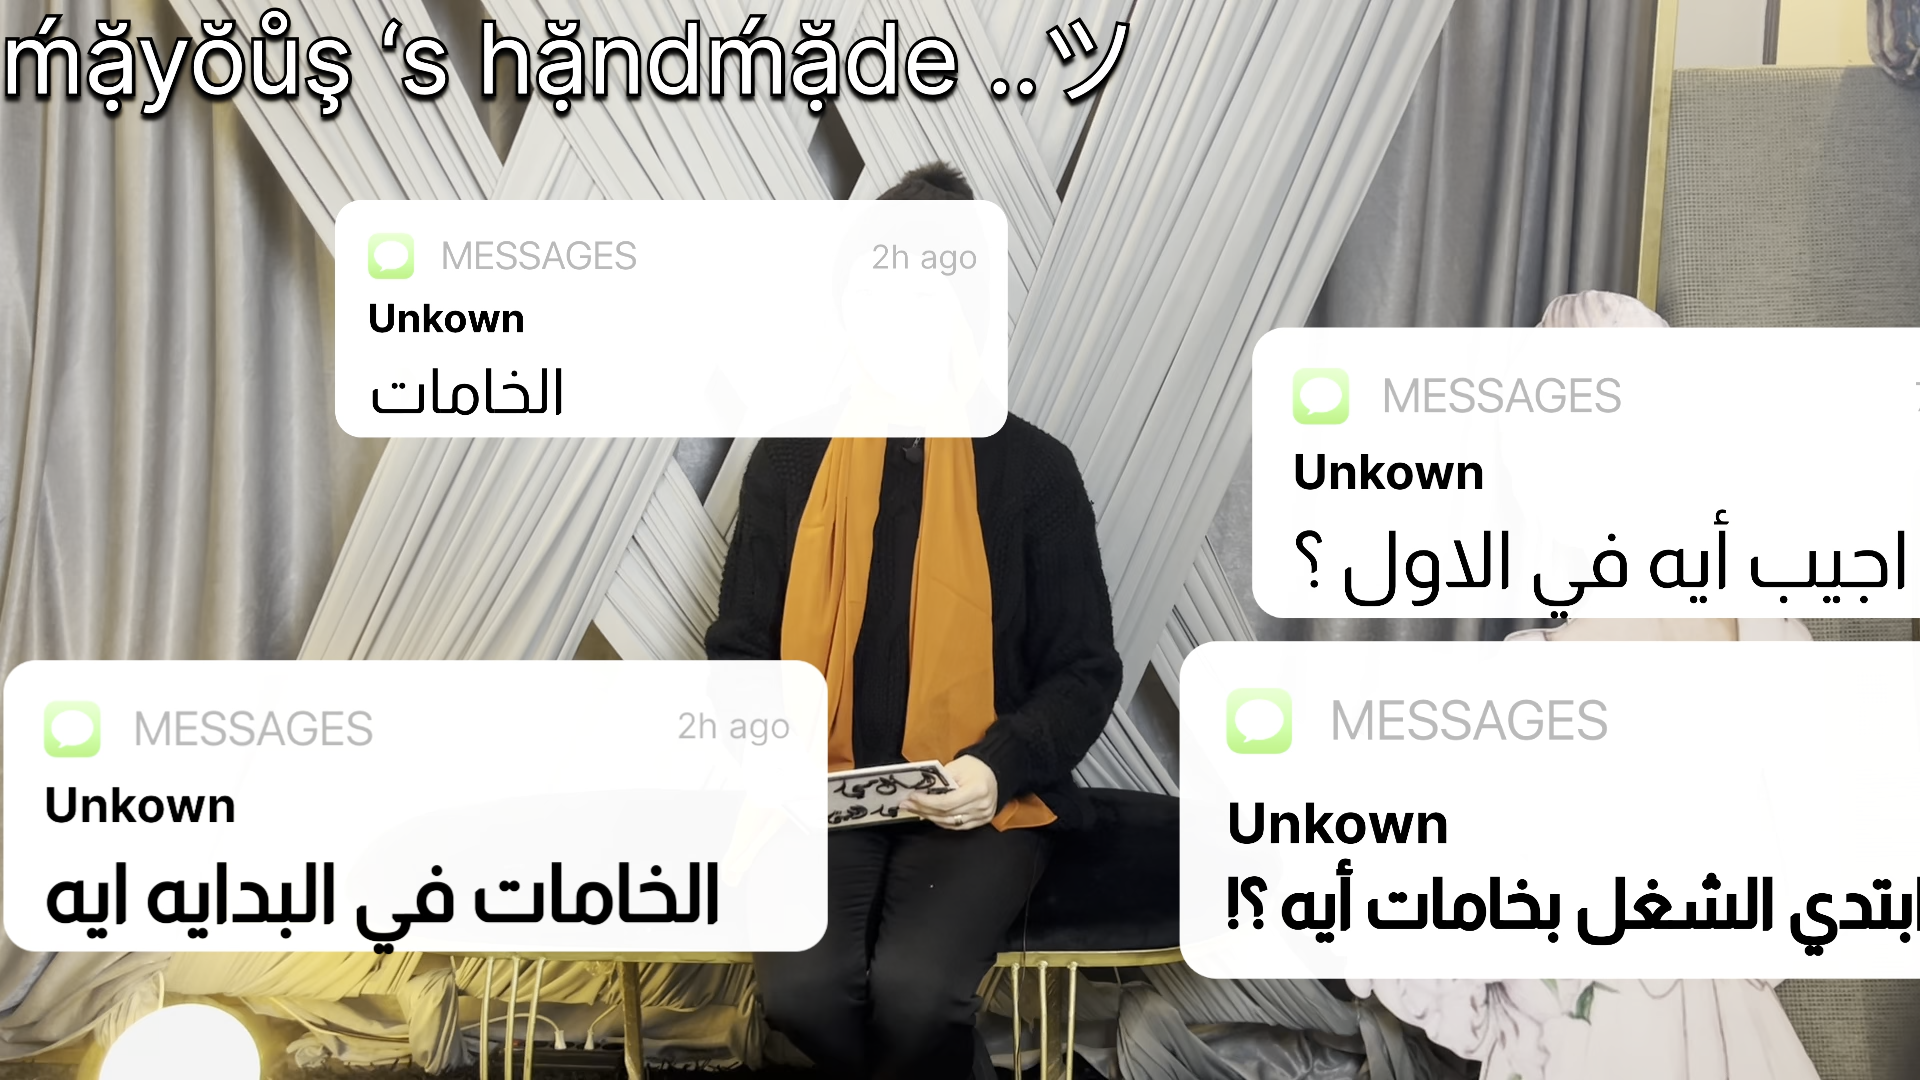 ḿặyŏůş ‘s hặndḿặde ..ツ
MESSAGES 2h ago
Unkown
الخامات
MESSAGES
Unkown
اجيب أيه في الاول ؟
MESSAGES 2h ago
Unkown
الخامات في البدايه ايه
MESSAGES
Unkown
ابتدي الشغل بخامات أيه ؟!